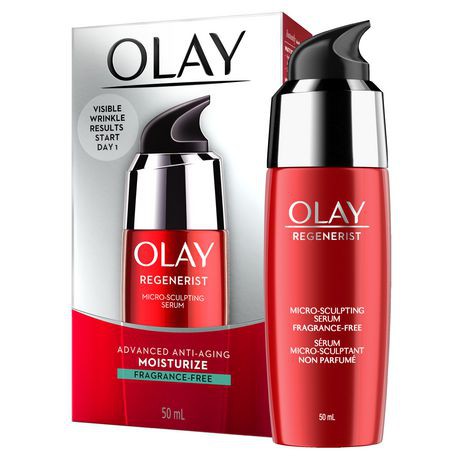 OLAY
VISIBLE
WRINKLE
RESULTS
START
DAY 1
OLAY
REGENERIST
MICRO-SCULPTING
SERUM
ADVANCED ANTI-AGING
MOISTURIZE
FRAGRANCE-FREE
50 mL
OLAY
REGENERIST
MICRO-SCULPTING
SERUM
FRAGRANCE-FREE
SÉRUM
MICRO-SCULPTANT
NON PARFUMÉ
50 mL